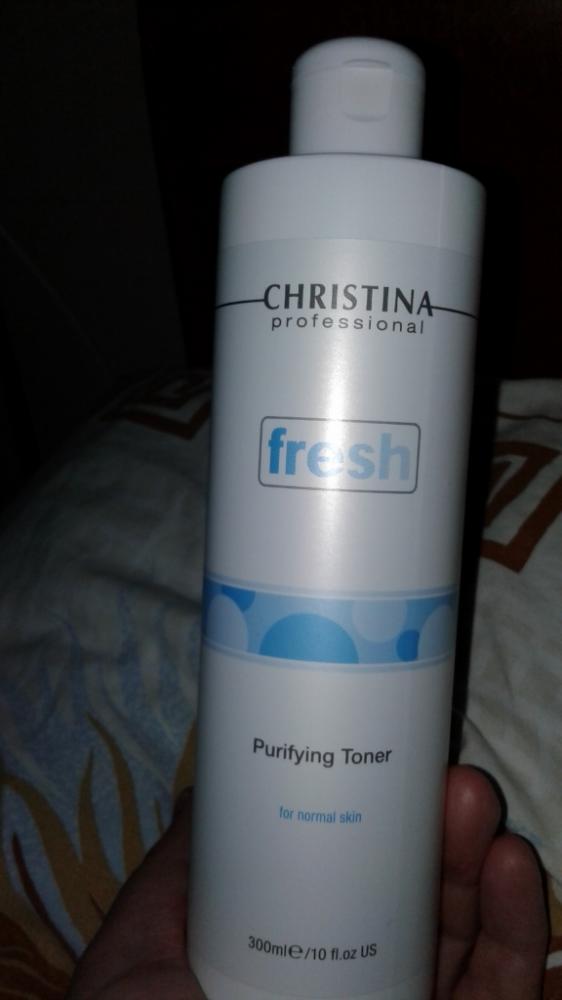 CHRISTINA
professional
fresh
Purifying Toner
for normal skin
300ml℮/10 fl.oz US